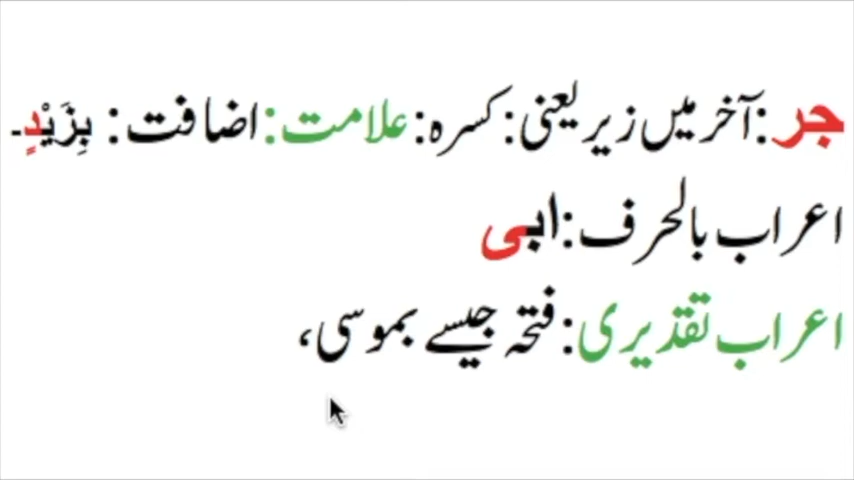 جر: آخر میں زیر یعنی: کسرہ: علامت: اضافت: بِزَیْدٍ۔
اعراب بالحرف: ابی
اعراب تقدیری: فتحہ جیسے بموسی،